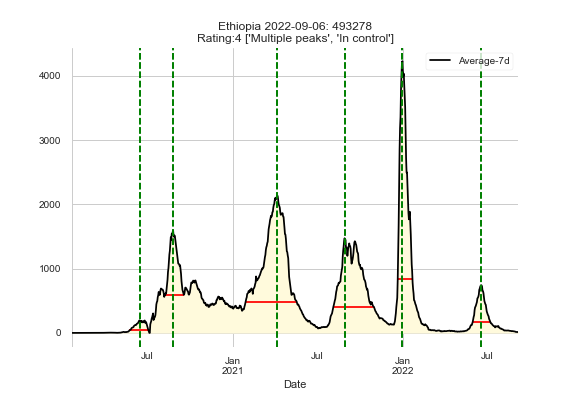 Ethiopia 2022-09-06: 493278
Rating:4 ['Multiple peaks', 'In control']
Average-7d
4000
3000
2000
1000
0
Jul
Jan
2021
Jul
Jan
2022
Jul
Date